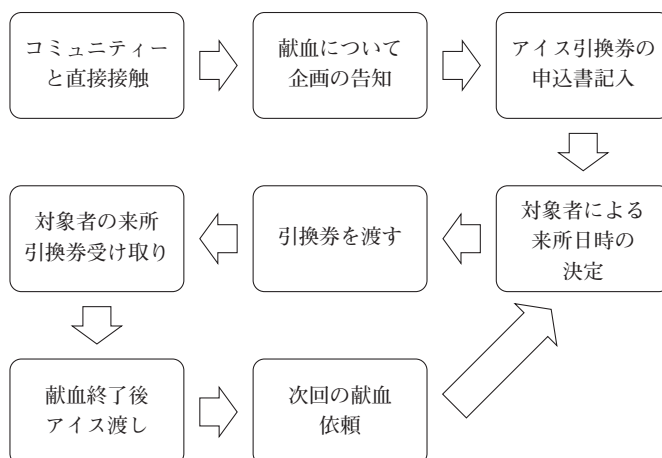 コミュニティー
と直接接触
献血について
企画の告知
アイス引換券の
申込書記入
対象者による
来所日時の
決定
引換券を渡す
対象者の来所
引換券受け取り
献血終了後
アイス渡し
次回の献血
依頼